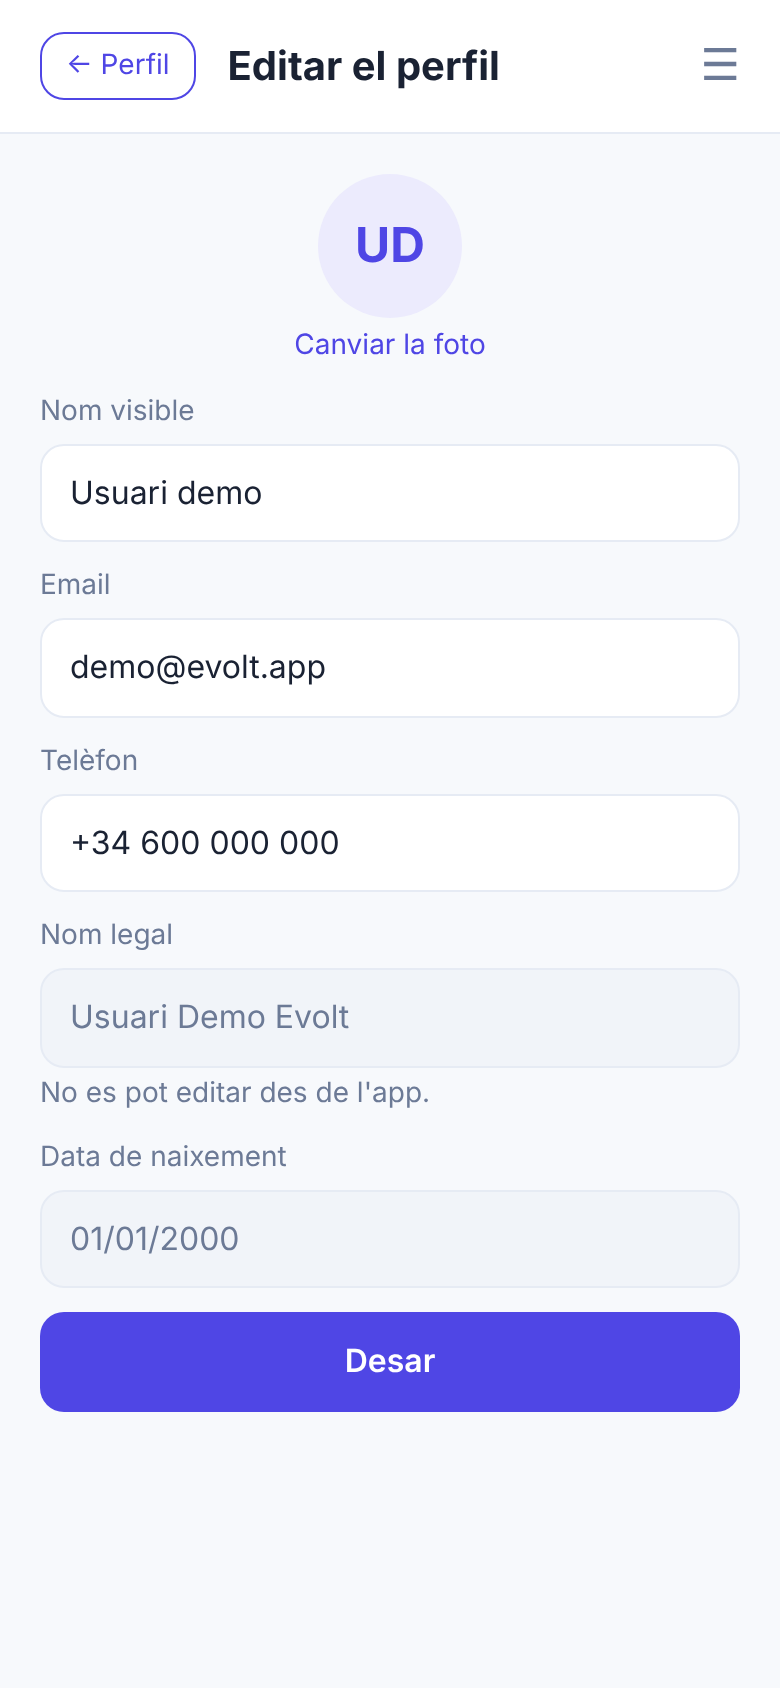 ← Perfil
Editar el perfil
☰
UD
Canviar la foto
Nom visible
Usuari demo
Email
demo@evolt.app
Telèfon
+34 600 000 000
Nom legal
Usuari Demo Evolt
No es pot editar des de l'app.
Data de naixement
01/01/2000
Desar